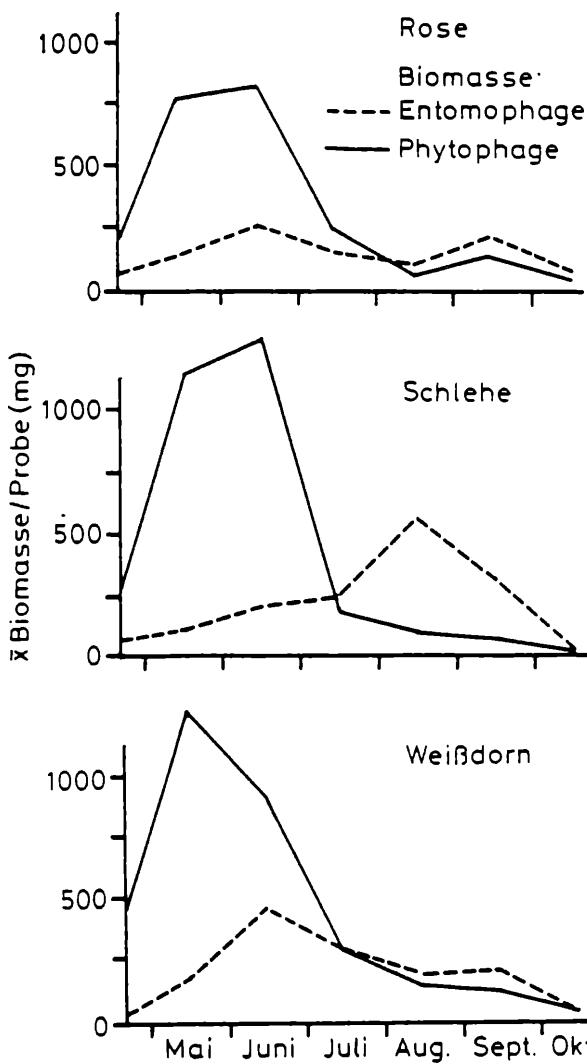 Rose
Biomasse:
Entomophage
Phytophage
1000
500
0
Schlehe
1000
500
0
x̄ Biomasse/Probe (mg)
Weißdorn
1000
500
0
Mai Juni Juli Aug. Sept. Ok